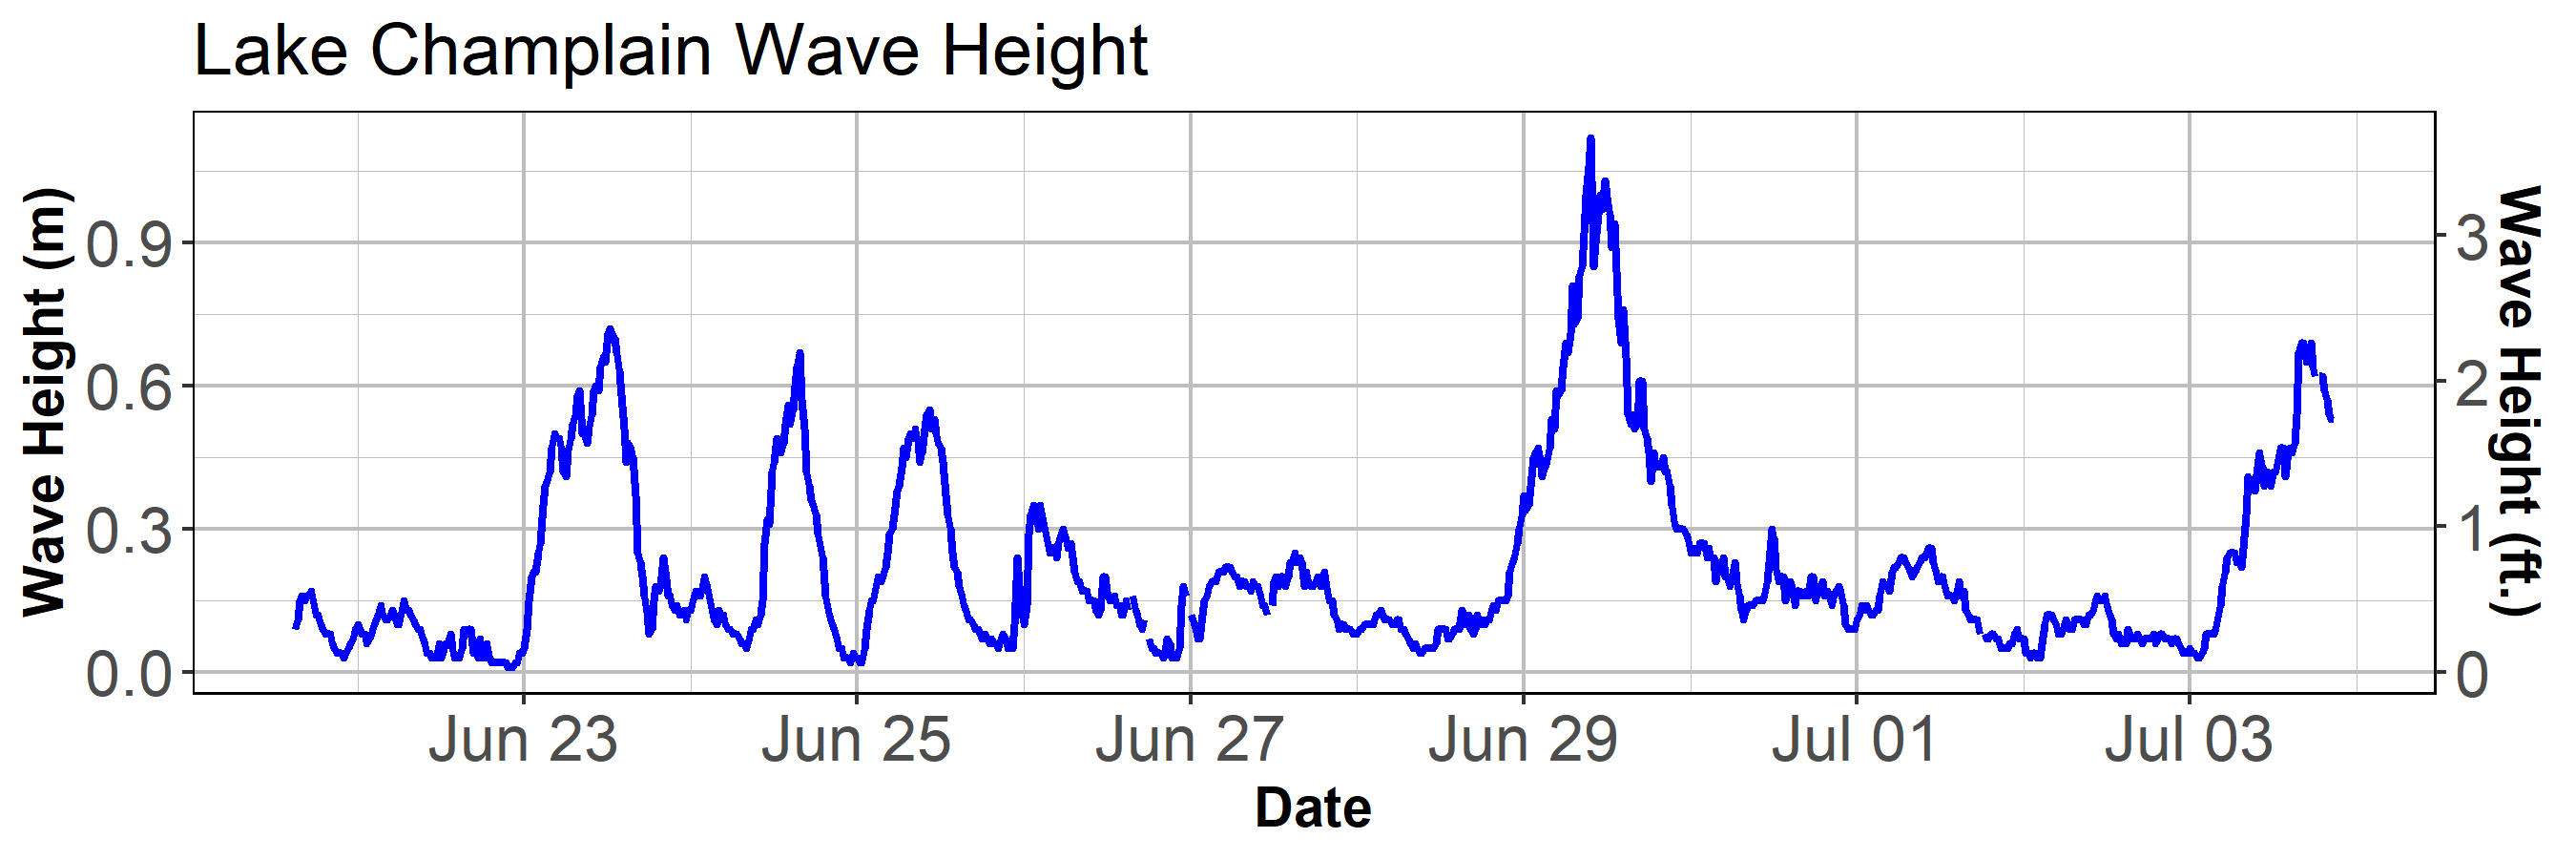 Lake Champlain Wave Height
Wave Height (m)
0.9
0.6
0.3
0.0
3
2
1
0
Wave Height (ft.)
Jun 23 Jun 25 Jun 27 Jun 29 Jul 01 Jul 03
Date